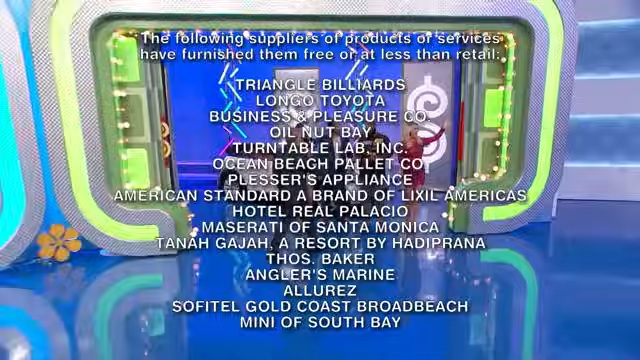 The following suppliers of products or services
have furnished them free or at less than retail:
TRIANGLE BILLIARDS
LONGO TOYOTA
BUSINESS & PLEASURE CO.
OIL NUT BAY
TURNTABLE LAB, INC.
OCEAN BEACH PALLET CO.
PLESSER'S APPLIANCE
AMERICAN STANDARD A BRAND OF LIXIL AMERICAS
HOTEL REAL PALACIO
MASERATI OF SANTA MONICA
TANAH GAJAH, A RESORT BY HADIPRANA
THOS. BAKER
ANGLER'S MARINE
ALLUREZ
SOFITEL GOLD COAST BROADBEACH
MINI OF SOUTH BAY